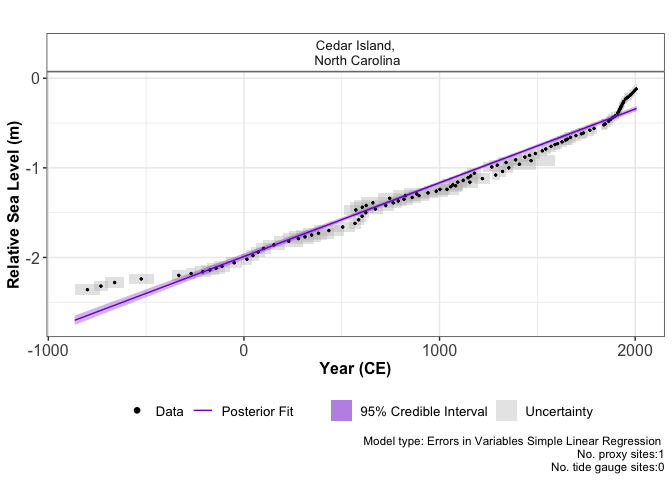 Cedar Island,
North Carolina
Relative Sea Level (m)
0
-1
-2
-1000
0
1000
2000
Year (CE)
Data
Posterior Fit
95% Credible Interval
Uncertainty
Model type: Errors in Variables Simple Linear Regression
No. proxy sites:1
No. tide gauge sites:0